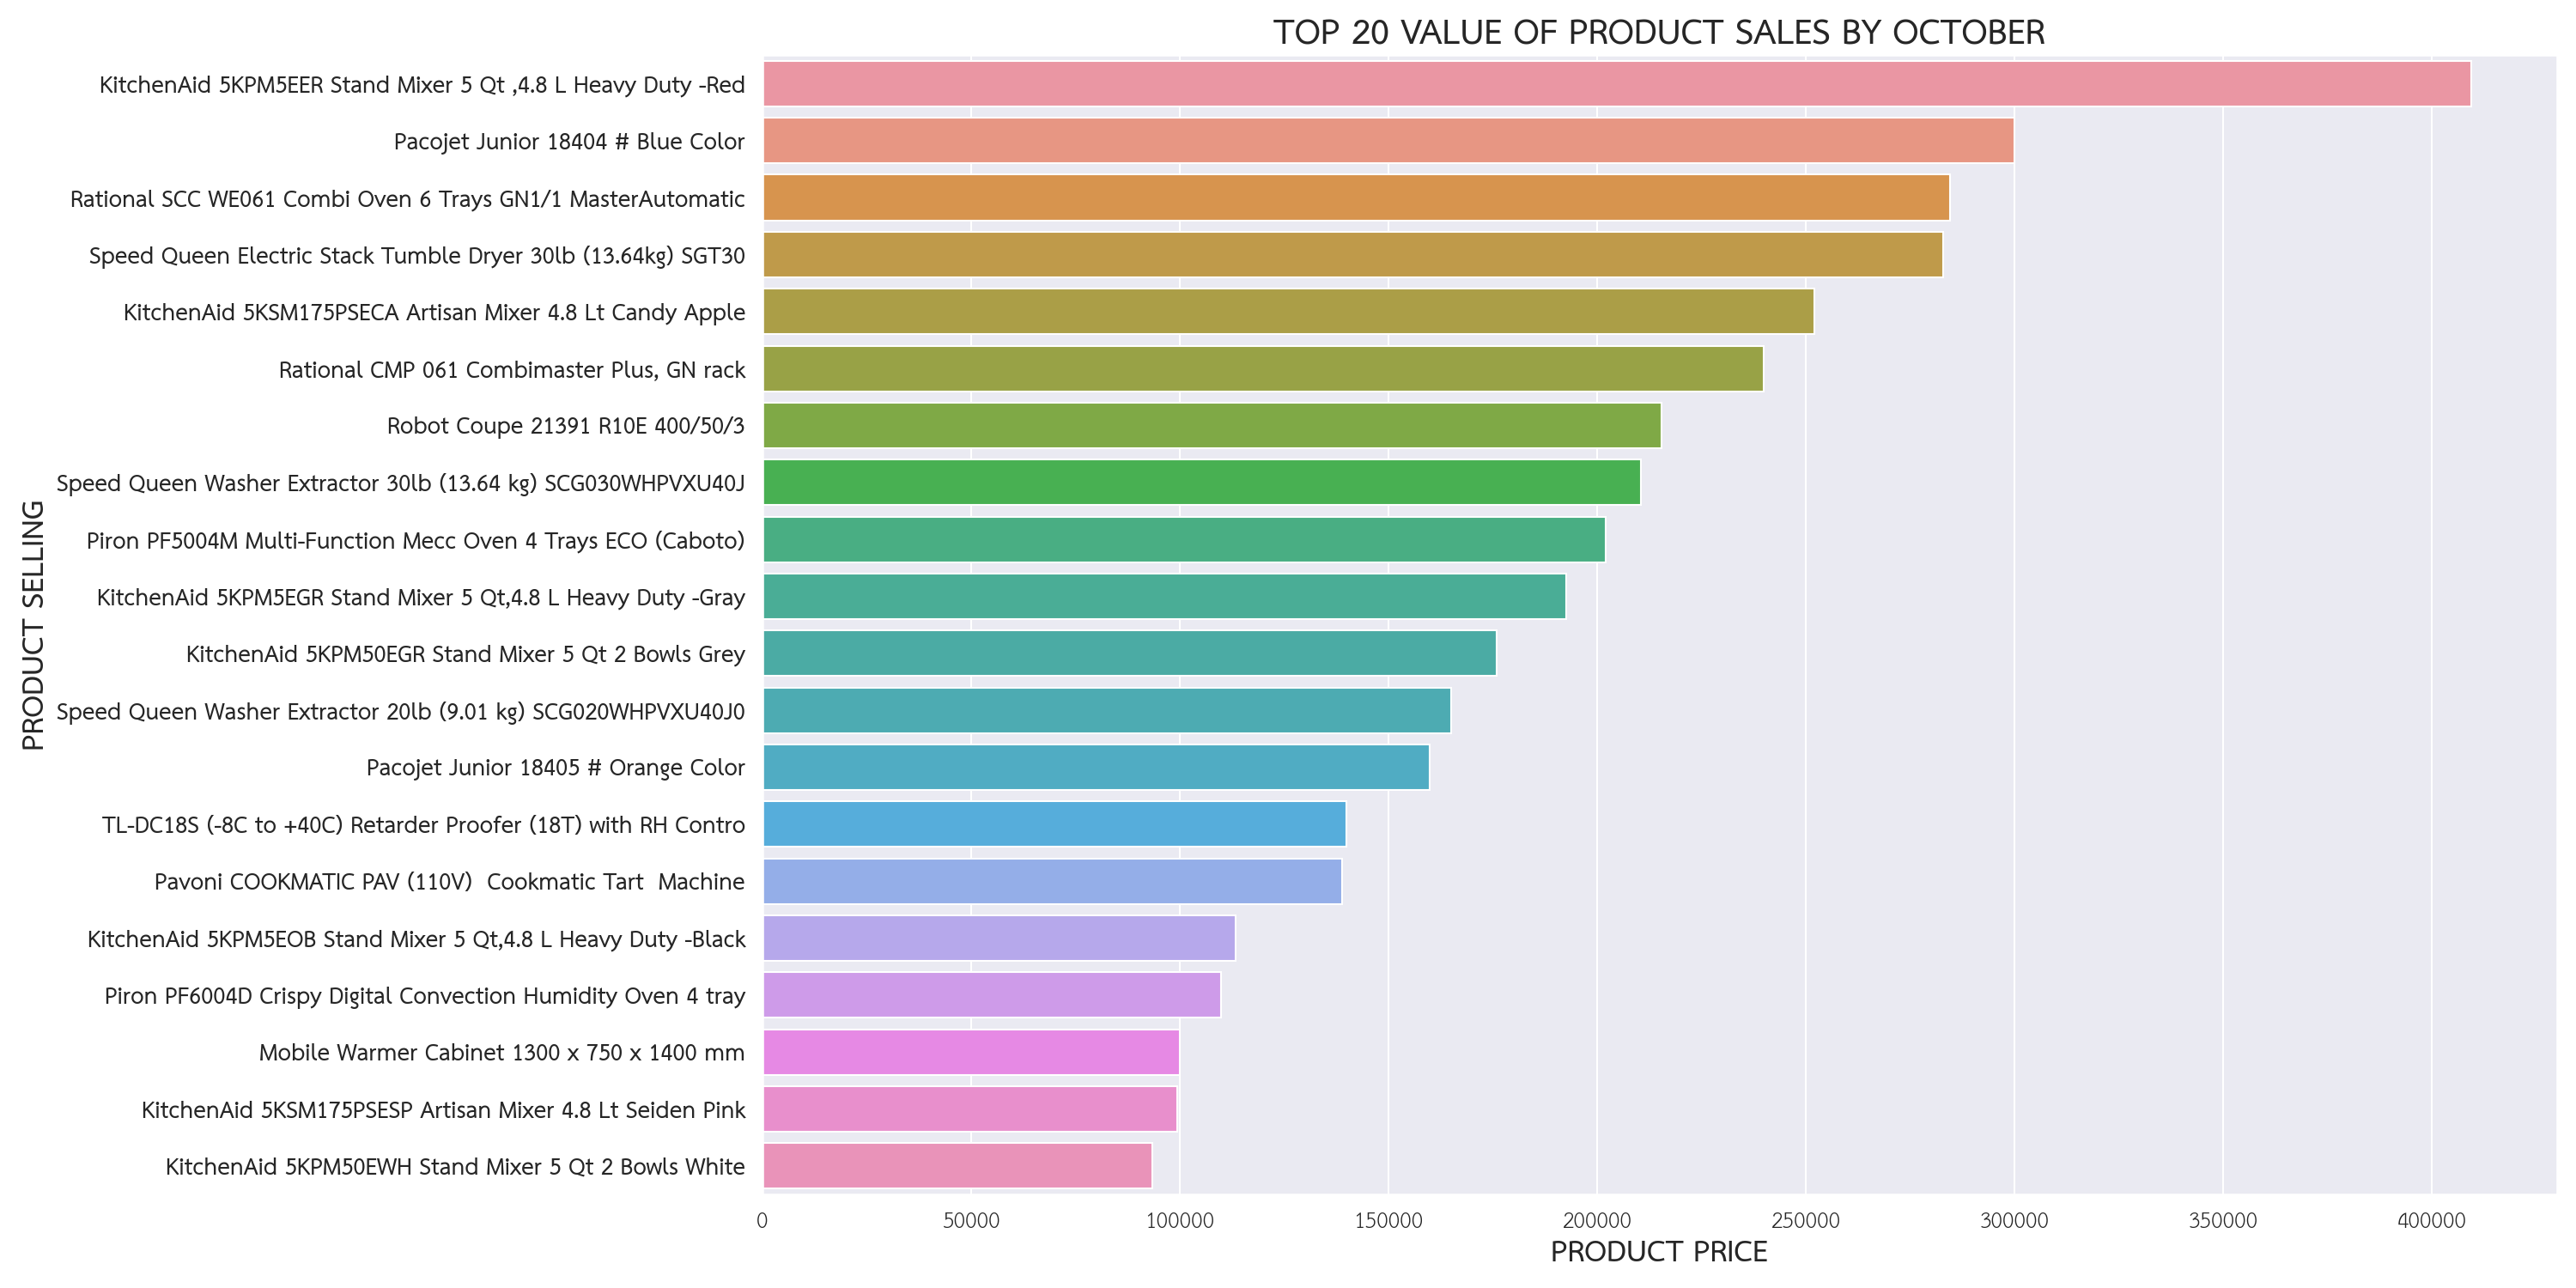 TOP 20 VALUE OF PRODUCT SALES BY OCTOBER
PRODUCT SELLING
KitchenAid 5KPM5EER Stand Mixer 5 Qt ,4.8 L Heavy Duty -Red
Pacojet Junior 18404 # Blue Color
Rational SCC WE061 Combi Oven 6 Trays GN1/1 MasterAutomatic
Speed Queen Electric Stack Tumble Dryer 30lb (13.64kg) SGT30
KitchenAid 5KSM175PSECA Artisan Mixer 4.8 Lt Candy Apple
Rational CMP 061 Combimaster Plus, GN rack
Robot Coupe 21391 R10E 400/50/3
Speed Queen Washer Extractor 30lb (13.64 kg) SCG030WHPVXU40J
Piron PF5004M Multi-Function Mecc Oven 4 Trays ECO (Caboto)
KitchenAid 5KPM5EGR Stand Mixer 5 Qt,4.8 L Heavy Duty -Gray
KitchenAid 5KPM50EGR Stand Mixer 5 Qt 2 Bowls Grey
Speed Queen Washer Extractor 20lb (9.01 kg) SCG020WHPVXU40J0
Pacojet Junior 18405 # Orange Color
TL-DC18S (-8C to +40C) Retarder Proofer (18T) with RH Contro
Pavoni COOKMATIC PAV (110V)  Cookmatic Tart  Machine
KitchenAid 5KPM5EOB Stand Mixer 5 Qt,4.8 L Heavy Duty -Black
Piron PF6004D Crispy Digital Convection Humidity Oven 4 tray
Mobile Warmer Cabinet 1300 x 750 x 1400 mm
KitchenAid 5KSM175PSESP Artisan Mixer 4.8 Lt Seiden Pink
KitchenAid 5KPM50EWH Stand Mixer 5 Qt 2 Bowls White
0 50000 100000 150000 200000 250000 300000 350000 400000
PRODUCT PRICE